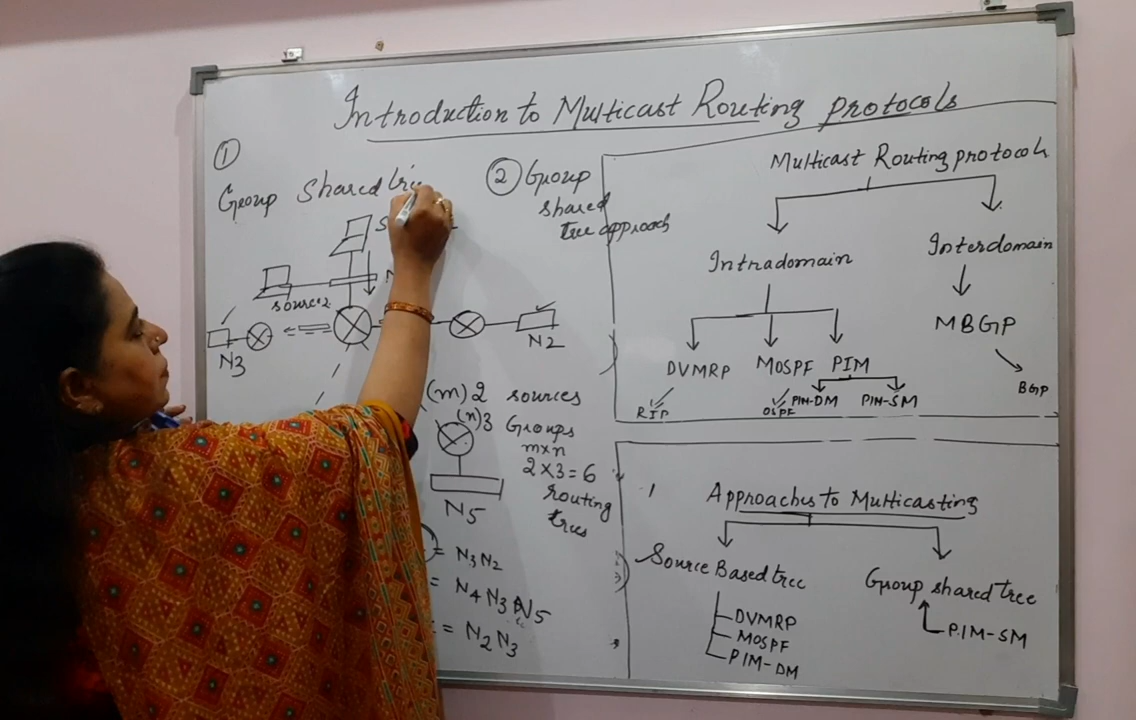 Introduction to Multicast Routing protocols
①
Group Shared
② Group
shared
tree approach
source2
N3
N2
(m) 2 sources
(n) 3 Groups
m×n
2×3=6
routing
trees
N5
= N3 N2
= N4 N3 N5
= N2 N3
Multicast Routing protocols
Intradomain
Interdomain
MBGP
BGP
DVMRP
MOSPF
PIM
RIP
OSPF
PIM-DM
PIM-SM
Approaches to Multicasting
Source Based tree
DVMRP
MOSPF
PIM-DM
Group shared tree
PIM-SM